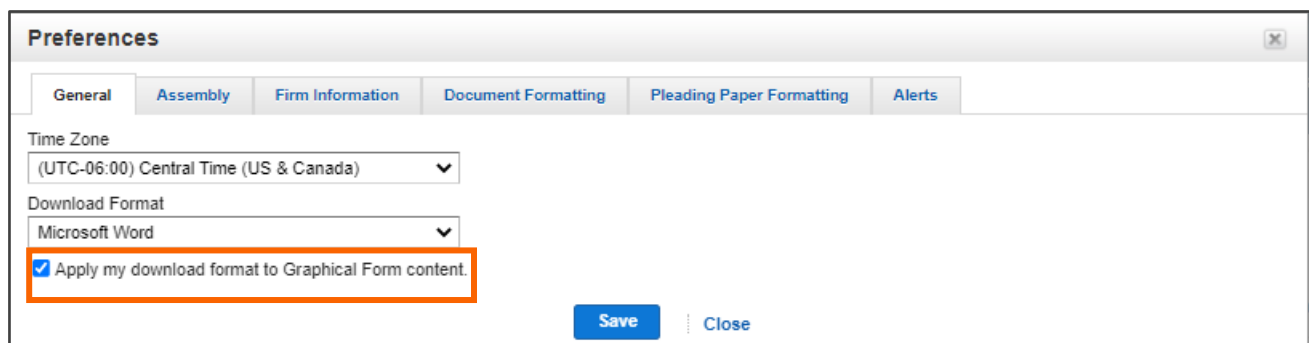 Preferences
General Assembly Firm Information Document Formatting Pleading Paper Formatting Alerts
Time Zone
(UTC-06:00) Central Time (US & Canada)
Download Format
Microsoft Word
Apply my download format to Graphical Form content.
Save Close